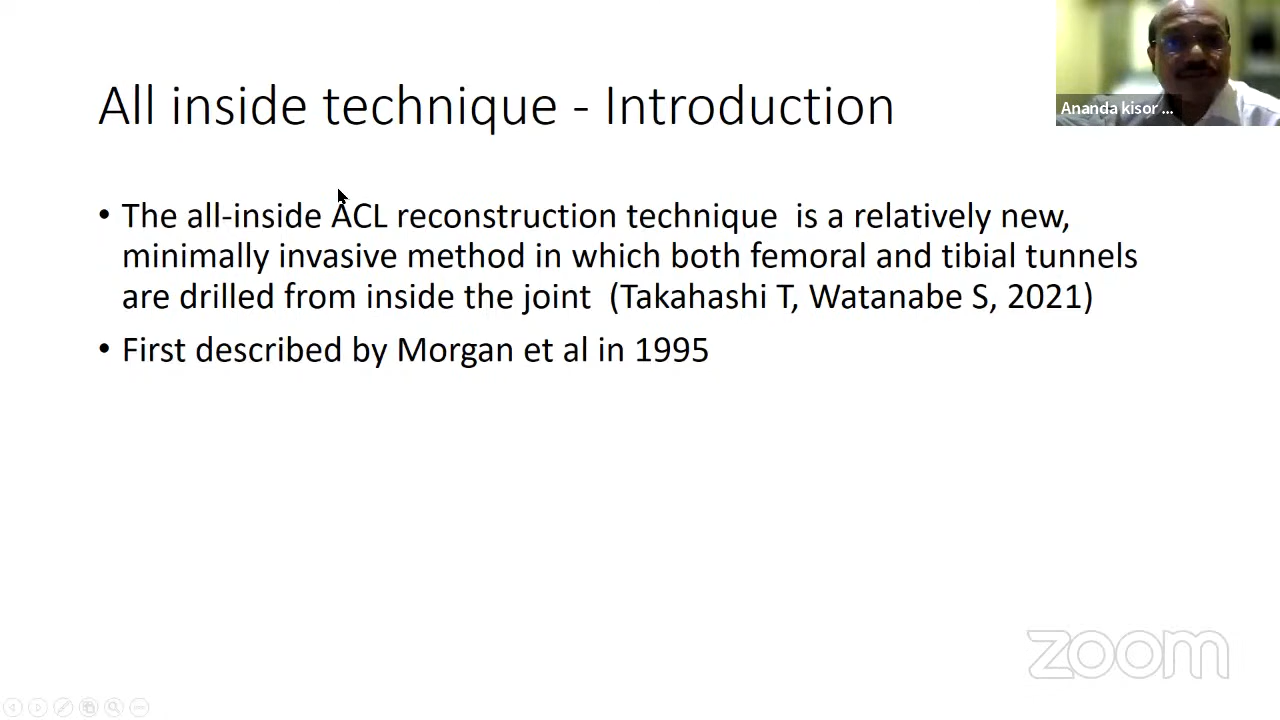 All inside technique - Introduction
Ananda kisor ...
• The all-inside ACL reconstruction technique is a relatively new,
minimally invasive method in which both femoral and tibial tunnels
are drilled from inside the joint (Takahashi T, Watanabe S, 2021)
• First described by Morgan et al in 1995
zoom